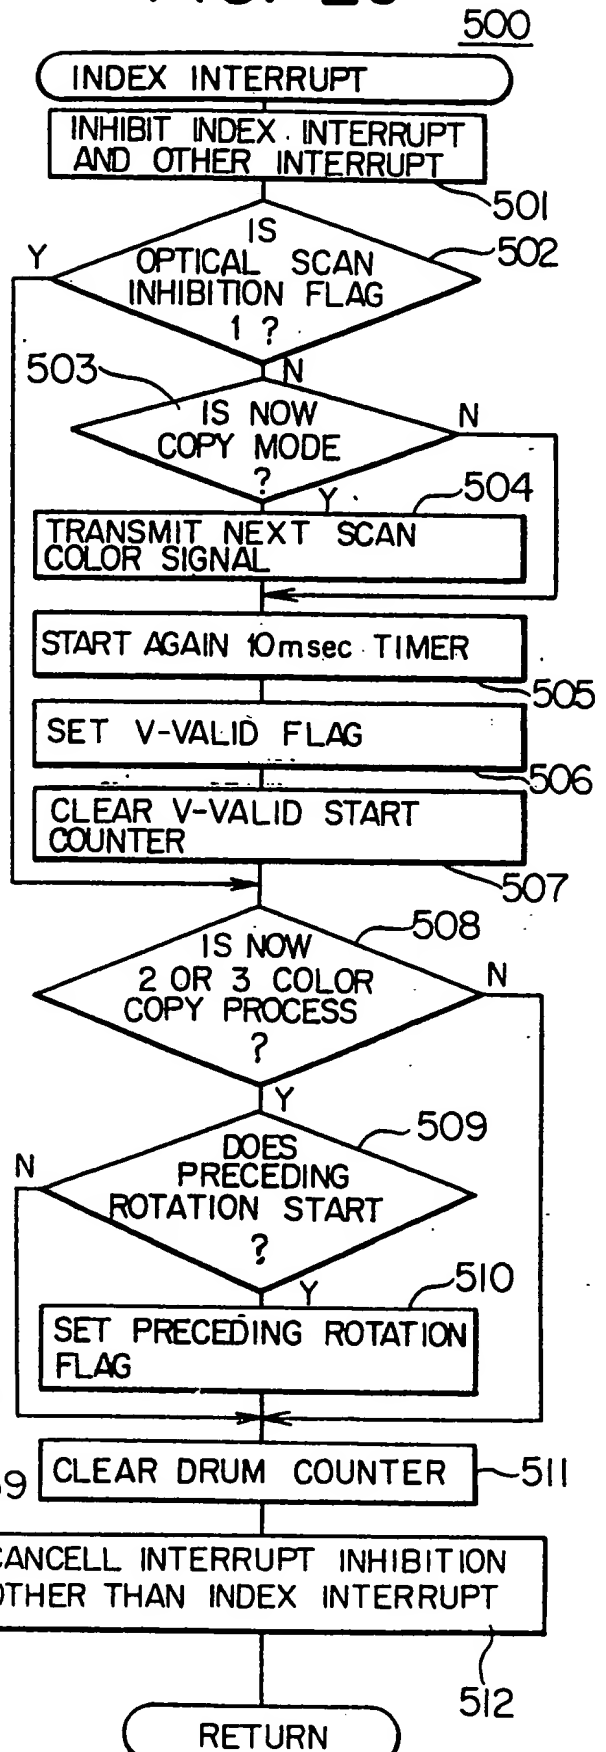 500
INDEX INTERRUPT
INHIBIT INDEX INTERRUPT
AND OTHER INTERRUPT
501
IS
OPTICAL SCAN
INHIBITION FLAG
1 ?
502
Y
N
503
IS NOW
COPY MODE
?
N
Y
504
TRANSMIT NEXT SCAN
COLOR SIGNAL
START AGAIN 10msec TIMER
505
SET V-VALID FLAG
506
CLEAR V-VALID START
COUNTER
507
508
IS NOW
2 OR 3 COLOR
COPY PROCESS
?
N
Y
509
DOES
PRECEDING
ROTATION START
?
N
Y
510
SET PRECEDING ROTATION
FLAG
CLEAR DRUM COUNTER
511
CANCELL INTERRUPT INHIBITION
OTHER THAN INDEX INTERRUPT
512
RETURN